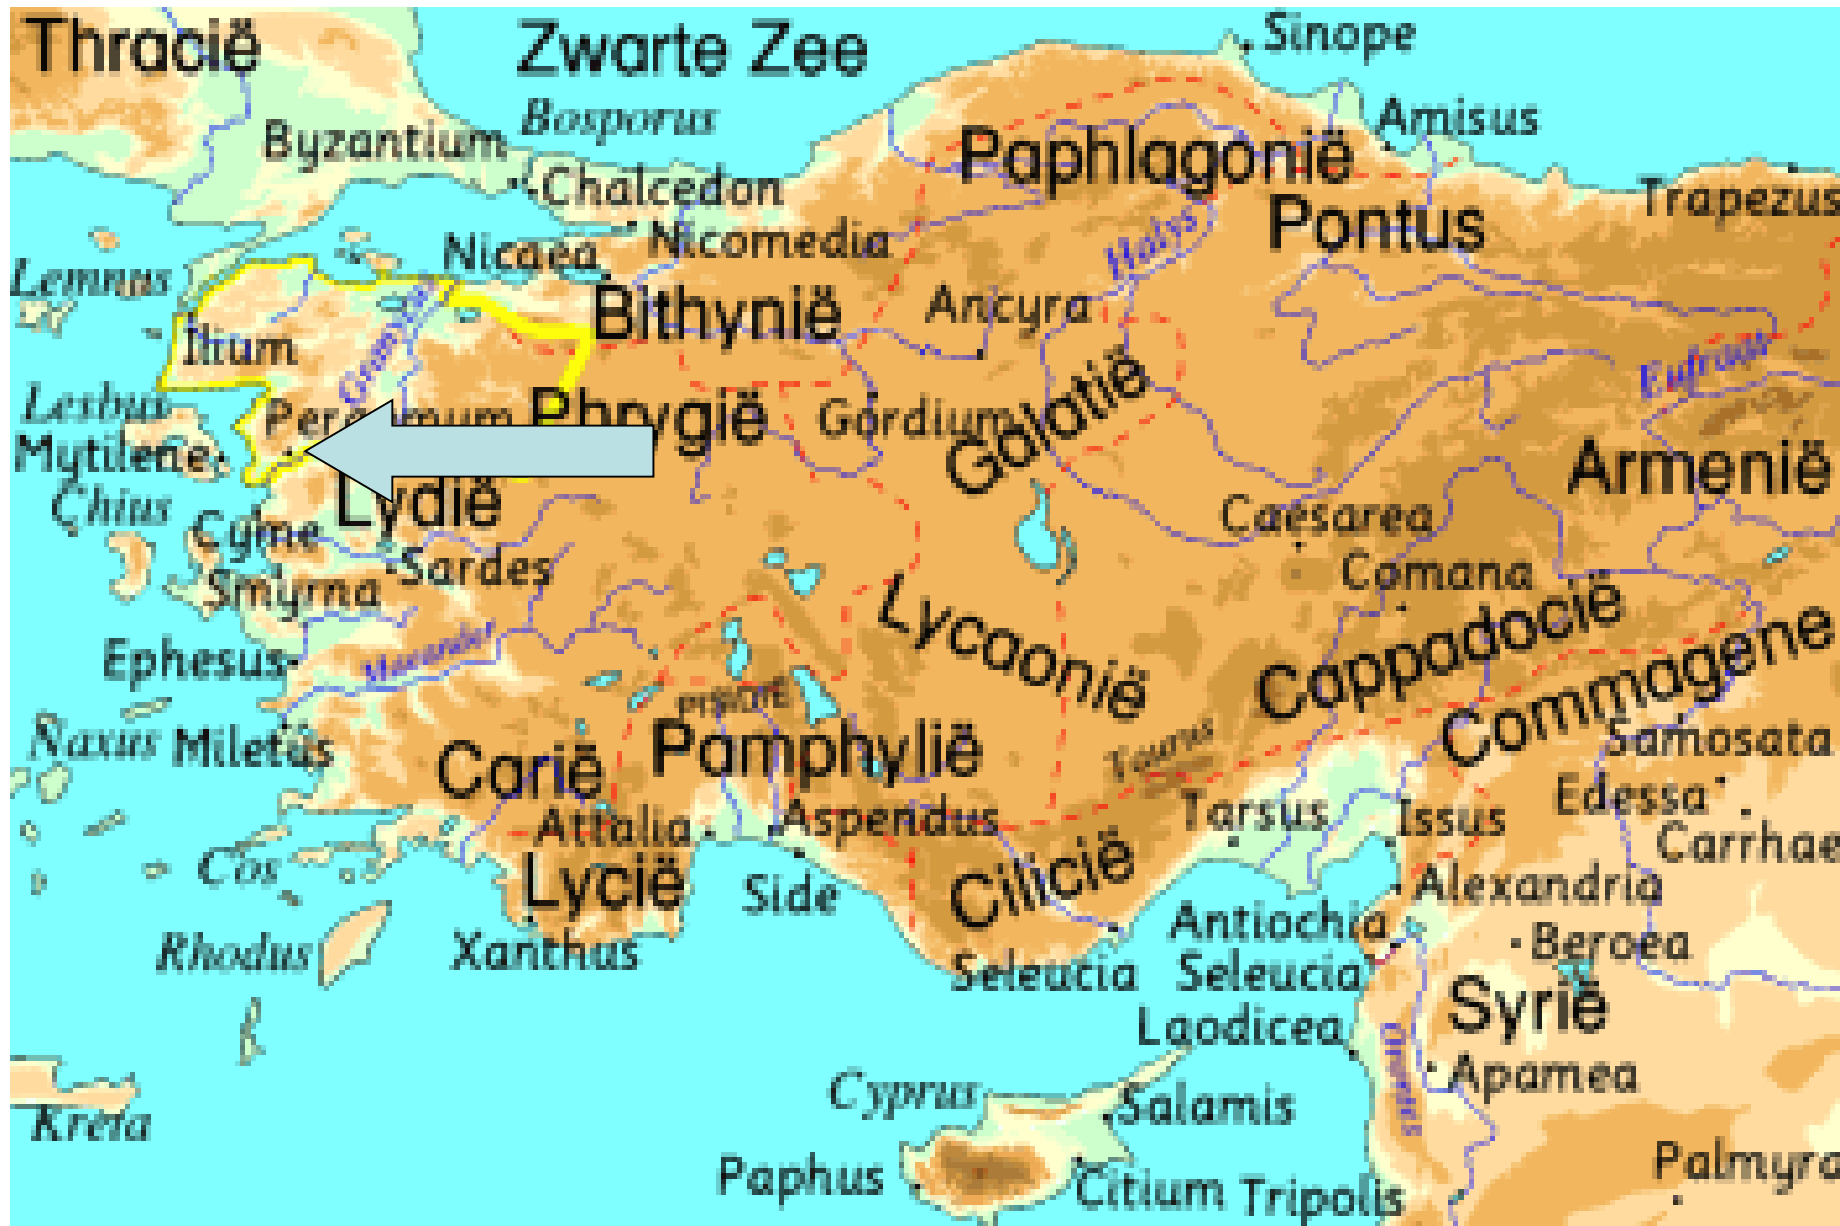 Thracië
Zwarte Zee
Sinope
Bosporus
Amisus
Byzantium
Paphlagonië
Chalcedon
Trapezus
Pontus
Nicomedia
Halys
Nicaea
Lemnus
Bithynië
Ancyra
Ilium
Eufraat
Galatië
Lesbus
Phrygië
Gordium
Mytilene
Armenië
Chius
Lydië
Caesarea
Cyme
Sardes
Comana
Smyrna
Lycaonië
Cappadocië
Ephesus
Commagene
Naxus
Miletus
Pamphylië
Taurus
Samosata
Carië
Edessa
Attalia
Aspendus
Tarsus
Issus
Carrhae
Cos
Lycië
Side
Cilicië
Alexandria
Antiochia
Rhodus
Xanthus
Beroea
Seleucia
Seleucia
Syrië
Laodicea
Orontes
Apamea
Cyprus
Salamis
Kreta
Paphus
Citium
Tripolis
Palmyra